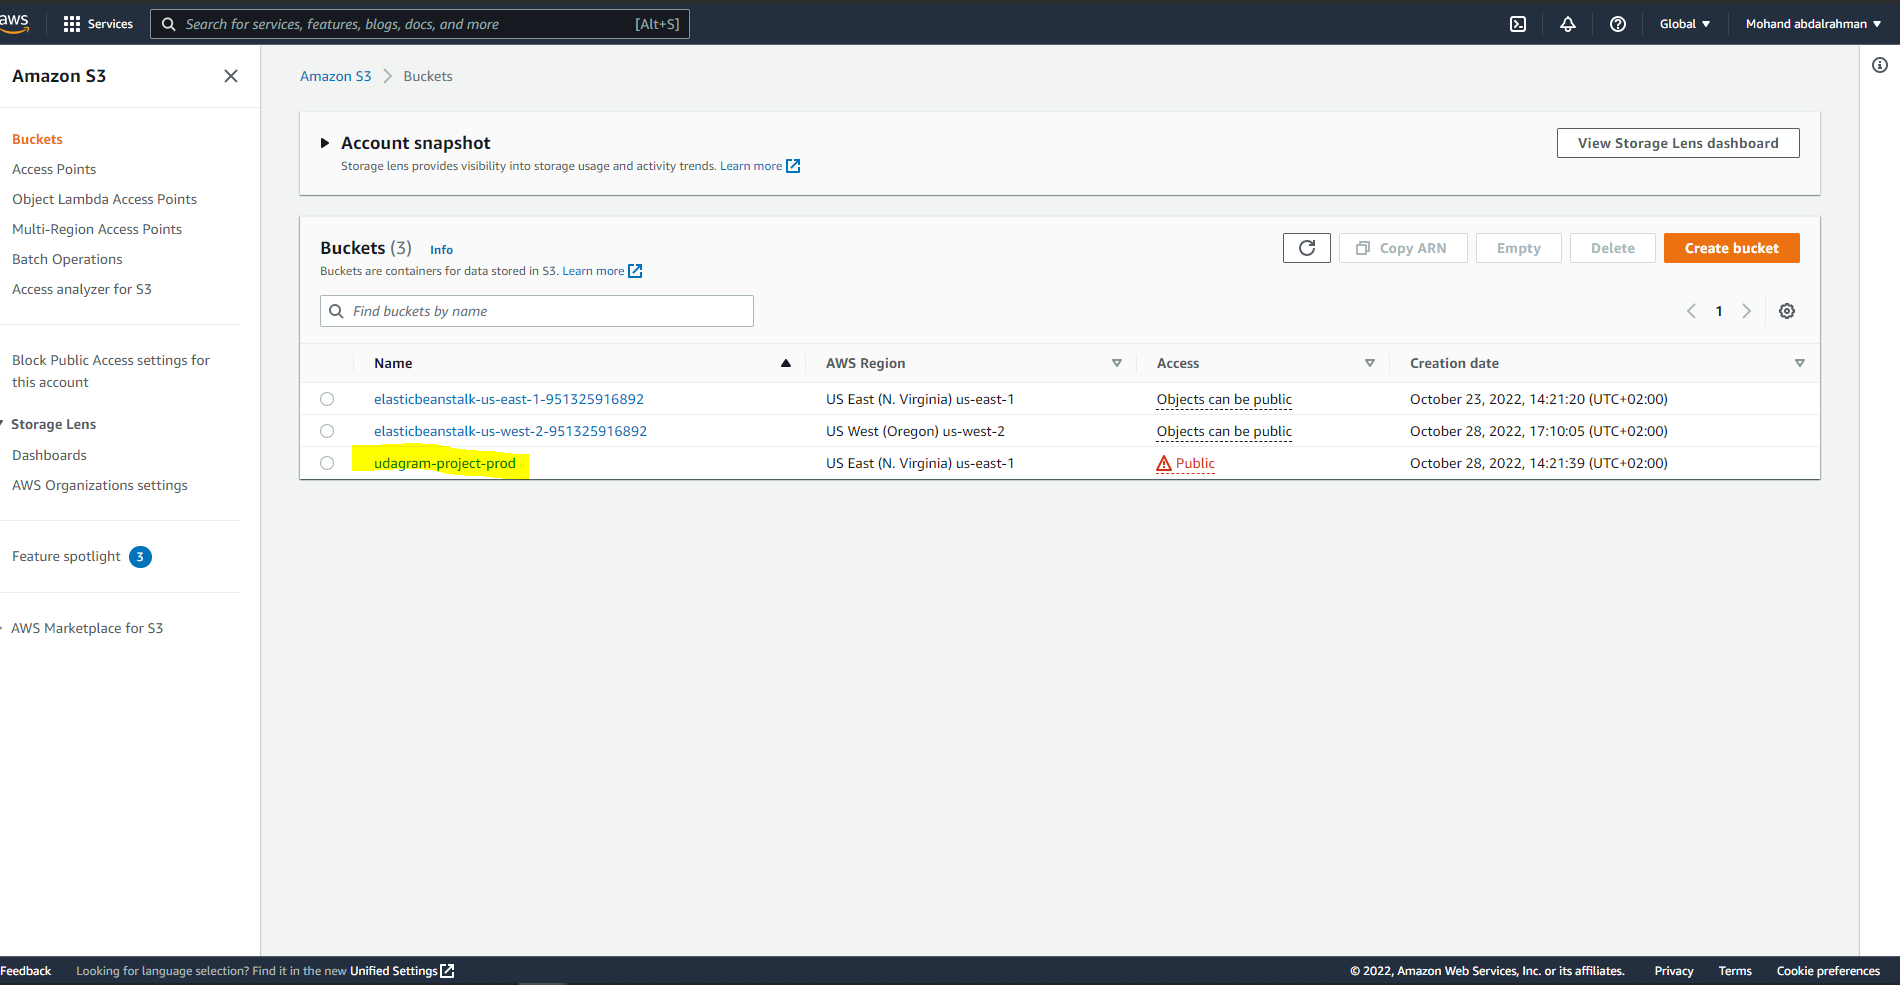 aws
Services
Search for services, features, blogs, docs, and more
[Alt+S]
Global
Mohand abdalrahman
Amazon S3
Buckets
Access Points
Object Lambda Access Points
Multi-Region Access Points
Batch Operations
Access analyzer for S3
Block Public Access settings for
this account
Storage Lens
Dashboards
AWS Organizations settings
Feature spotlight 3
AWS Marketplace for S3
Amazon S3 Buckets
Account snapshot
Storage lens provides visibility into storage usage and activity trends. Learn more
View Storage Lens dashboard
Buckets (3) Info
Buckets are containers for data stored in S3. Learn more
Copy ARN
Empty
Delete
Create bucket
Find buckets by name
1
Name AWS Region Access Creation date
elasticbeanstalk-us-east-1-951325916892 US East (N. Virginia) us-east-1 Objects can be public October 23, 2022, 14:21:20 (UTC+02:00)
elasticbeanstalk-us-west-2-951325916892 US West (Oregon) us-west-2 Objects can be public October 28, 2022, 17:10:05 (UTC+02:00)
udagram-project-prod US East (N. Virginia) us-east-1 Public October 28, 2022, 14:21:39 (UTC+02:00)
Feedback Looking for language selection? Find it in the new Unified Settings © 2022, Amazon Web Services, Inc. or its affiliates. Privacy Terms Cookie preferences